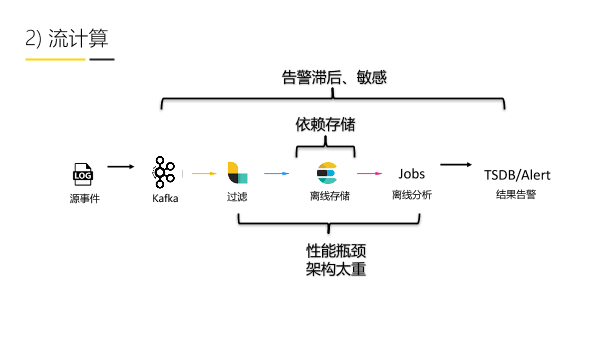 2) 流计算
告警滞后、敏感
依赖存储
LOG
Jobs
TSDB/Alert
源事件
Kafka
过滤
离线存储
离线分析
结果告警
性能瓶颈
架构太重